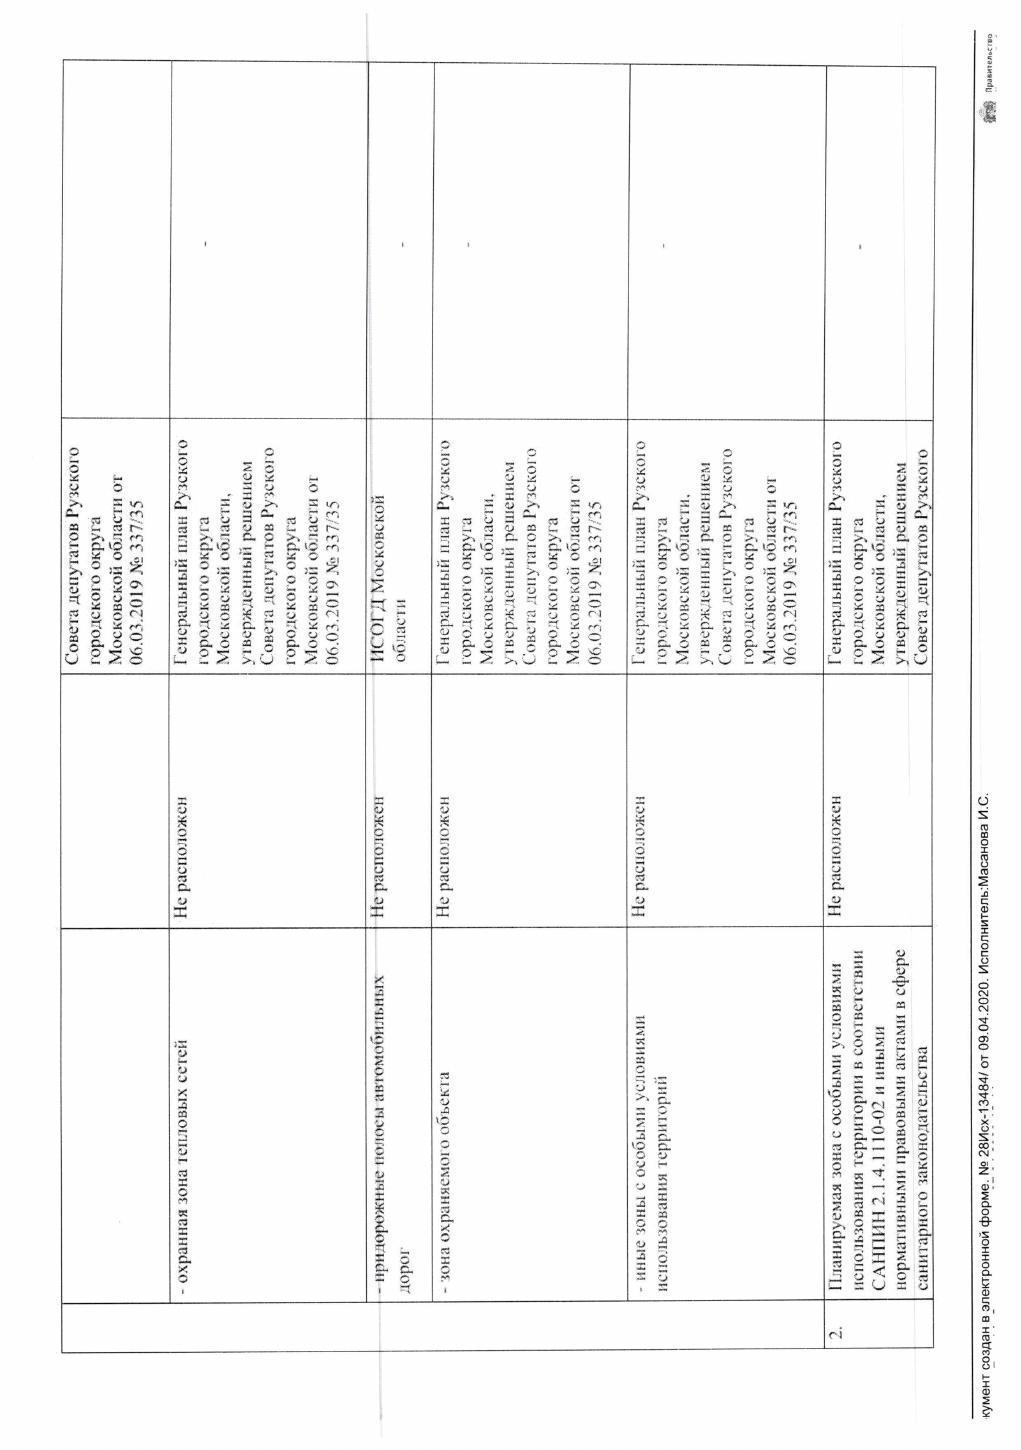 Совета депутатов Рузского
городского округа
Московской области от
06.03.2019 № 337/35
- охранная зона тепловых сетей
Не расположен
Генеральный план Рузского
городского округа
Московской области,
утвержденный решением
Совета депутатов Рузского
городского округа
Московской области от
06.03.2019 № 337/35
-
- придорожные полосы автомобильных
дорог
Не расположен
ИСОГД Московской
области
-
- зона охраняемого объекта
Не расположен
Генеральный план Рузского
городского округа
Московской области,
утвержденный решением
Совета депутатов Рузского
городского округа
Московской области от
06.03.2019 № 337/35
-
- иные зоны с особыми условиями
использования территорий
Не расположен
Генеральный план Рузского
городского округа
Московской области,
утвержденный решением
Совета депутатов Рузского
городского округа
Московской области от
06.03.2019 № 337/35
-
2.
Планируемая зона с особыми условиями
использования территории в соответствии
САНПИН 2.1.4.1110-02 и иными
нормативными правовыми актами в сфере
санитарного законодательства
Не расположен
Генеральный план Рузского
городского округа
Московской области,
утвержденный решением
Совета депутатов Рузского
-
кумент создан в электронной форме. № 28Исх-13484/ от 09.04.2020. Исполнитель:Масанова И.С.
Правительство